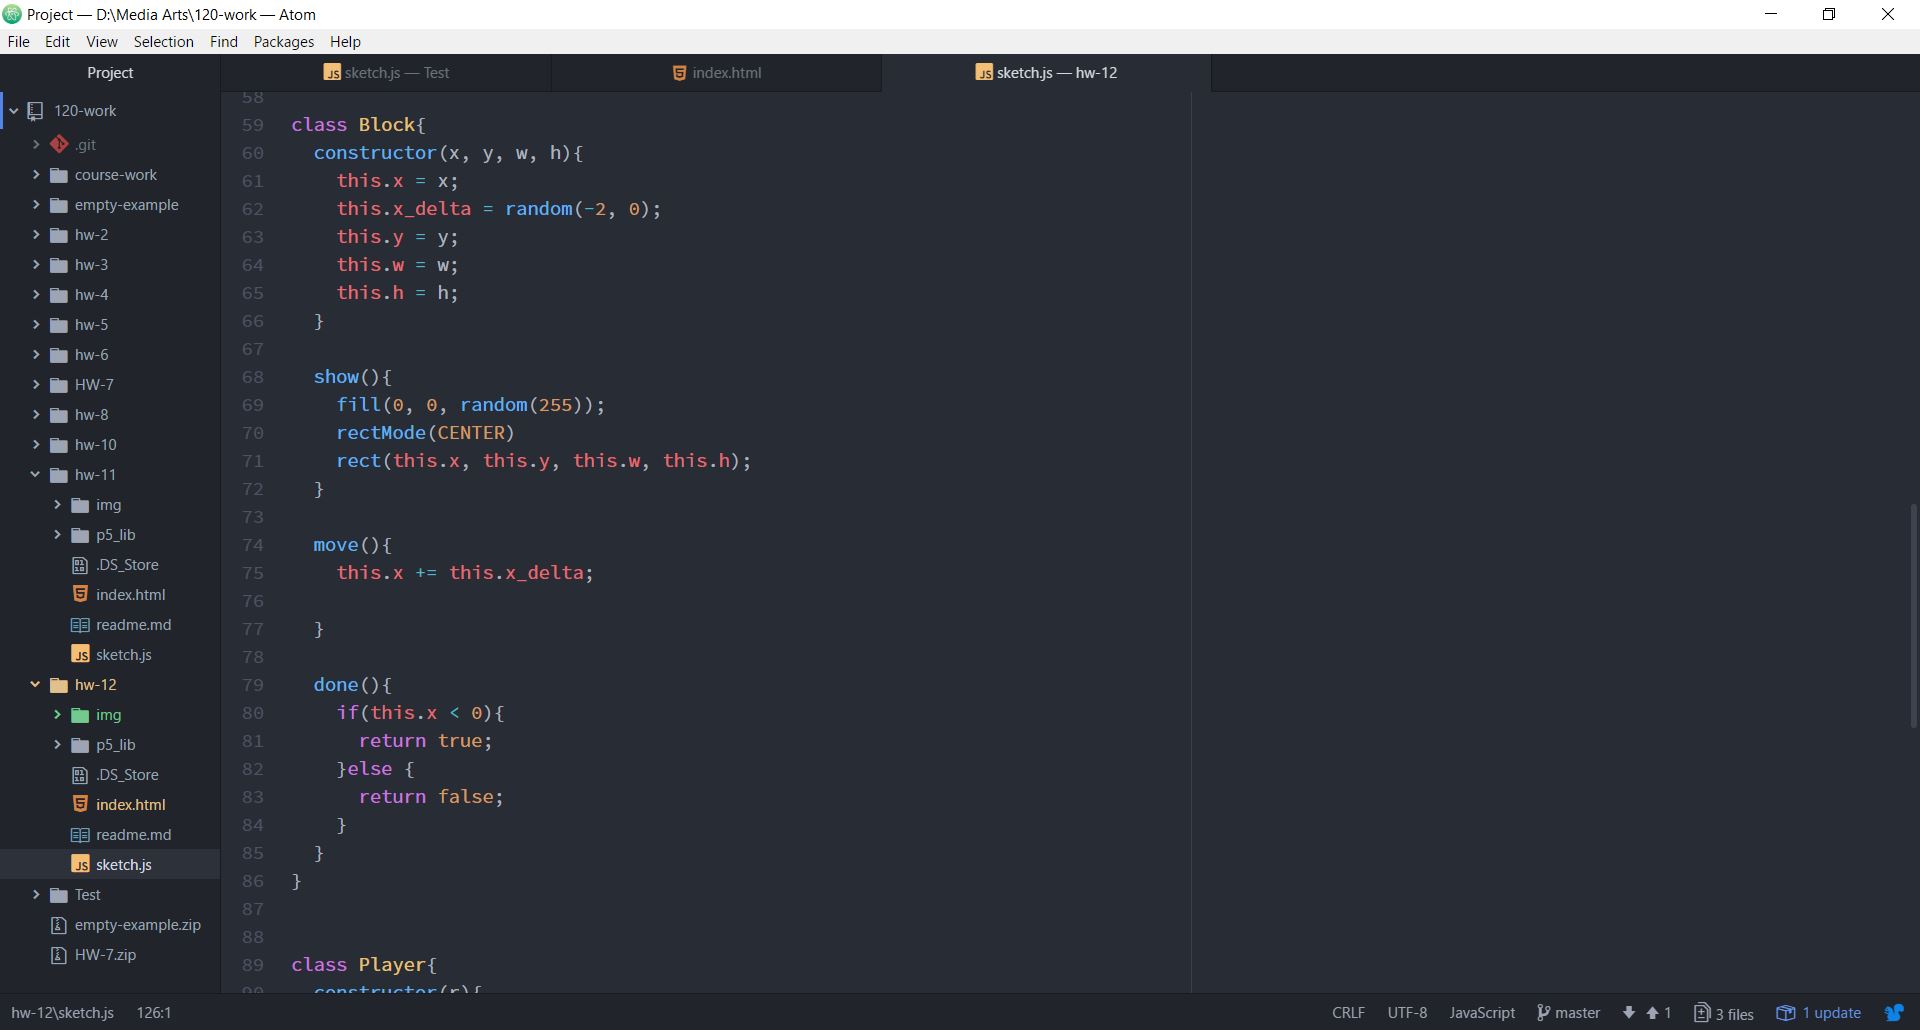 Project — D:\Media Arts\120-work — Atom
File Edit View Selection Find Packages Help
Project
sketch.js — Test
index.html
sketch.js — hw-12
120-work
.git
course-work
empty-example
hw-2
hw-3
hw-4
hw-5
hw-6
HW-7
hw-8
hw-10
hw-11
img
p5_lib
.DS_Store
index.html
readme.md
sketch.js
hw-12
img
p5_lib
.DS_Store
index.html
readme.md
sketch.js
Test
empty-example.zip
HW-7.zip
58
59 class Block{
60 constructor(x, y, w, h){
61 this.x = x;
62 this.x_delta = random(-2, 0);
63 this.y = y;
64 this.w = w;
65 this.h = h;
66 }
67
68 show(){
69 fill(0, 0, random(255));
70 rectMode(CENTER)
71 rect(this.x, this.y, this.w, this.h);
72 }
73
74 move(){
75 this.x += this.x_delta;
76
77 }
78
79 done(){
80 if(this.x < 0){
81 return true;
82 }else {
83 return false;
84 }
85 }
86 }
87
88
89 class Player{
90 constructor(r){
hw-12\sketch.js 126:1
CRLF UTF-8 JavaScript master 1 3 files 1 update